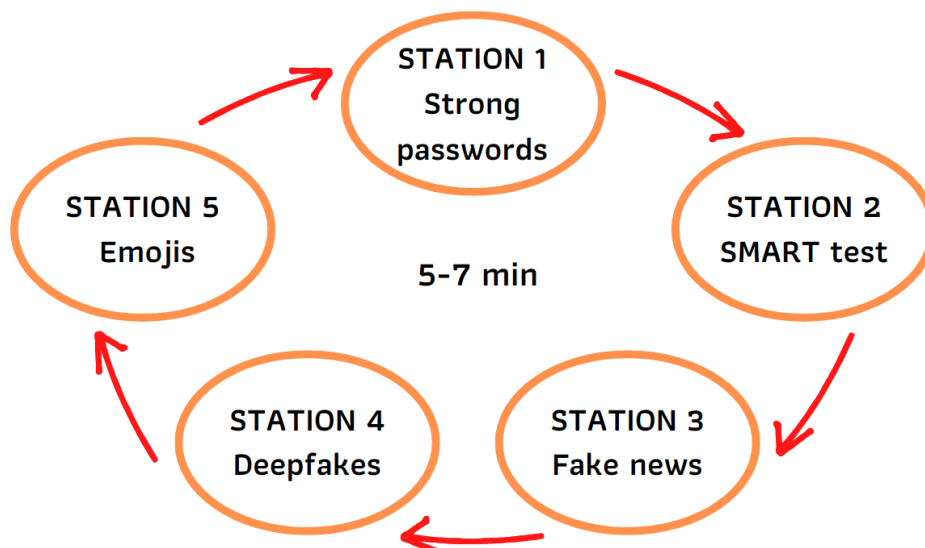 STATION 1
Strong
passwords
STATION 5
Emojis
STATION 2
SMART test
5-7 min
STATION 4
Deepfakes
STATION 3
Fake news